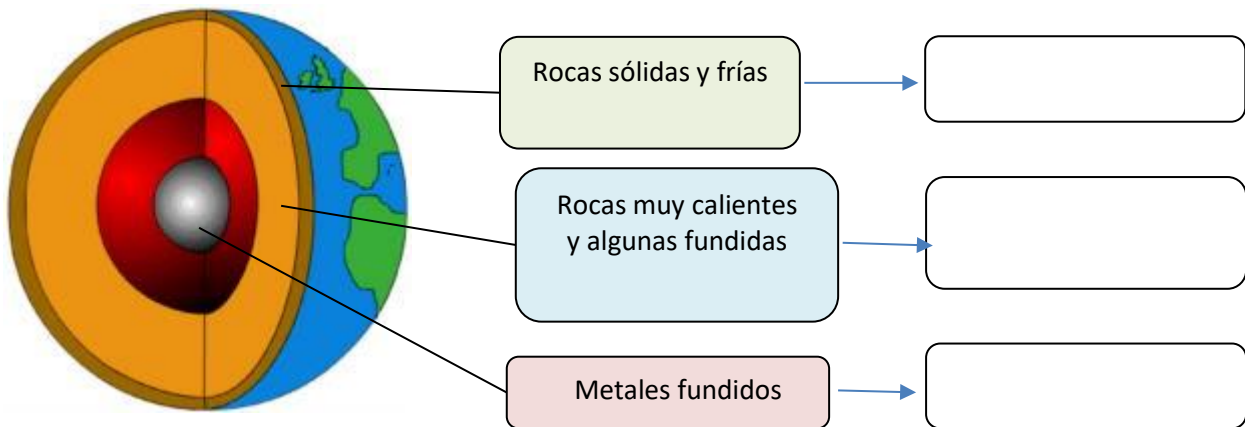 Rocas sólidas y frías
Rocas muy calientes
y algunas fundidas
Metales fundidos